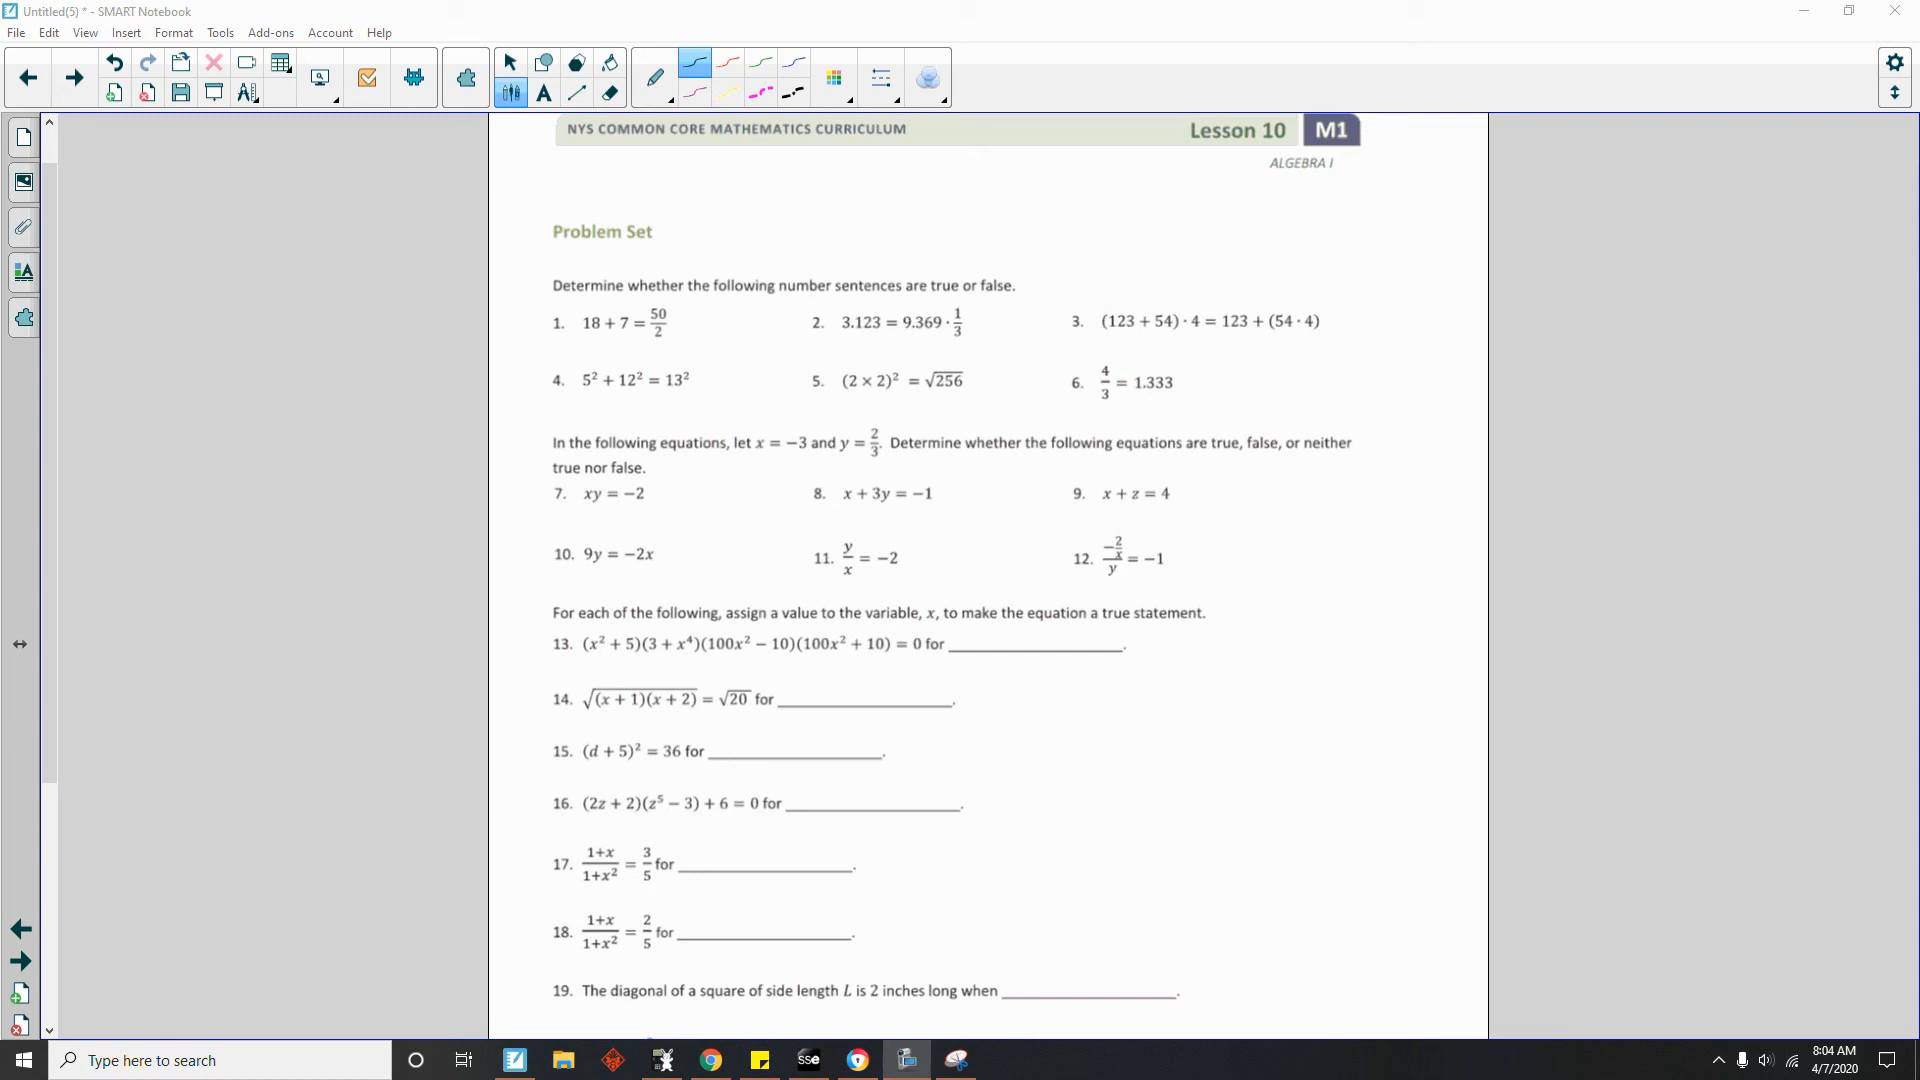 Untitled(5) * - SMART Notebook
File Edit View Insert Format Tools Add-ons Account Help
NYS COMMON CORE MATHEMATICS CURRICULUM Lesson 10 M1
ALGEBRA I
Problem Set
Determine whether the following number sentences are true or false.
1. 18 + 7 = 50/2 2. 3.123 = 9.369 · 1/3 3. (123 + 54) · 4 = 123 + (54 · 4)
4. 5² + 12² = 13² 5. (2 × 2)² = √256 6. 4/3 = 1.333
In the following equations, let x = −3 and y = 2/3. Determine whether the following equations are true, false, or neither
true nor false.
7. xy = −2 8. x + 3y = −1 9. x + z = 4
10. 9y = −2x 11. y/x = −2 12. (−2/x)/y = −1
For each of the following, assign a value to the variable, x, to make the equation a true statement.
13. (x² + 5)(3 + x⁴)(100x² − 10)(100x² + 10) = 0 for ____________.
14. √((x + 1)(x + 2)) = √20 for ____________.
15. (d + 5)² = 36 for ____________.
16. (2z + 2)(z⁵ − 3) + 6 = 0 for ____________.
17. (1+x)/(1+x²) = 3/5 for ____________.
18. (1+x)/(1+x²) = 2/5 for ____________.
19. The diagonal of a square of side length L is 2 inches long when ____________.
Type here to search
sse
8:04 AM
4/7/2020